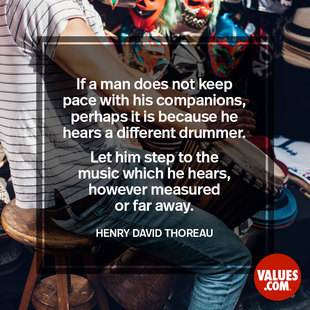 If a man does not keep
pace with his companions,
perhaps it is because he
hears a different drummer.
Let him step to the
music which he hears,
however measured
or far away.
HENRY DAVID THOREAU
VALUES
.COM